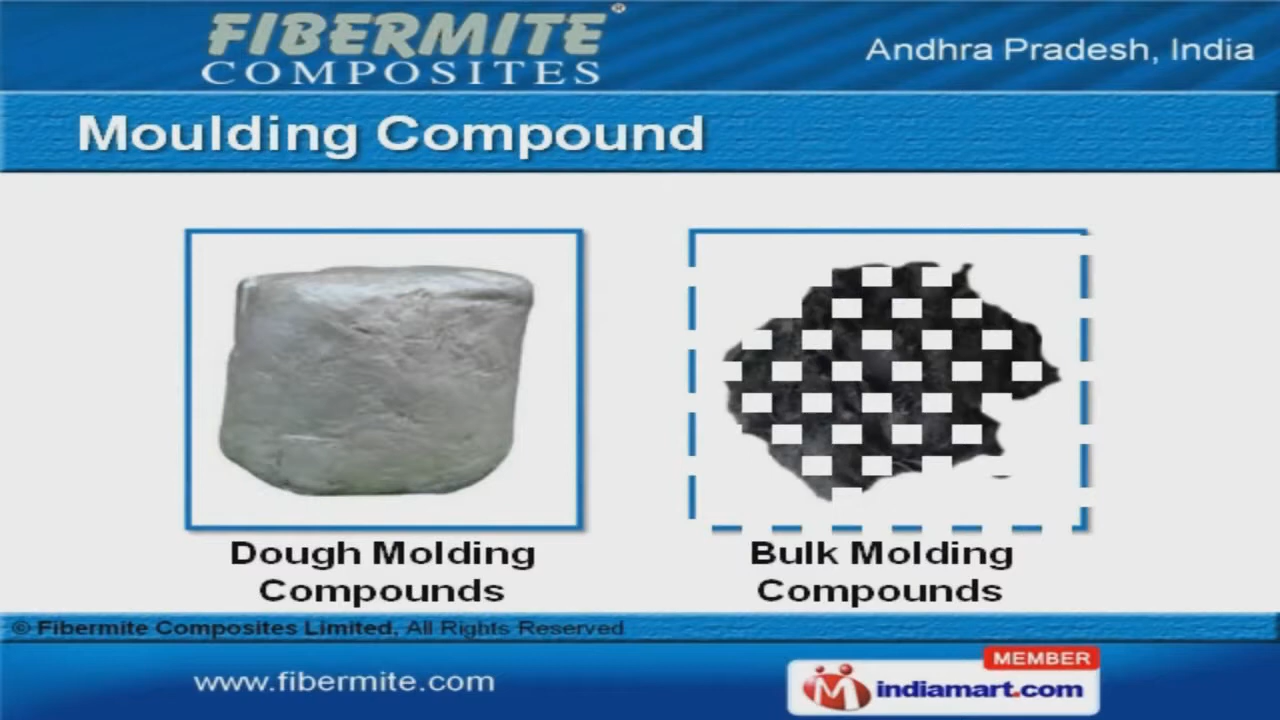 FIBERMITE®
COMPOSITES
Andhra Pradesh, India
Moulding Compound
Dough Molding
Compounds
Bulk Molding
Compounds
© Fibermite Composites Limited, All Rights Reserved
www.fibermite.com
MEMBER
indiamart.com